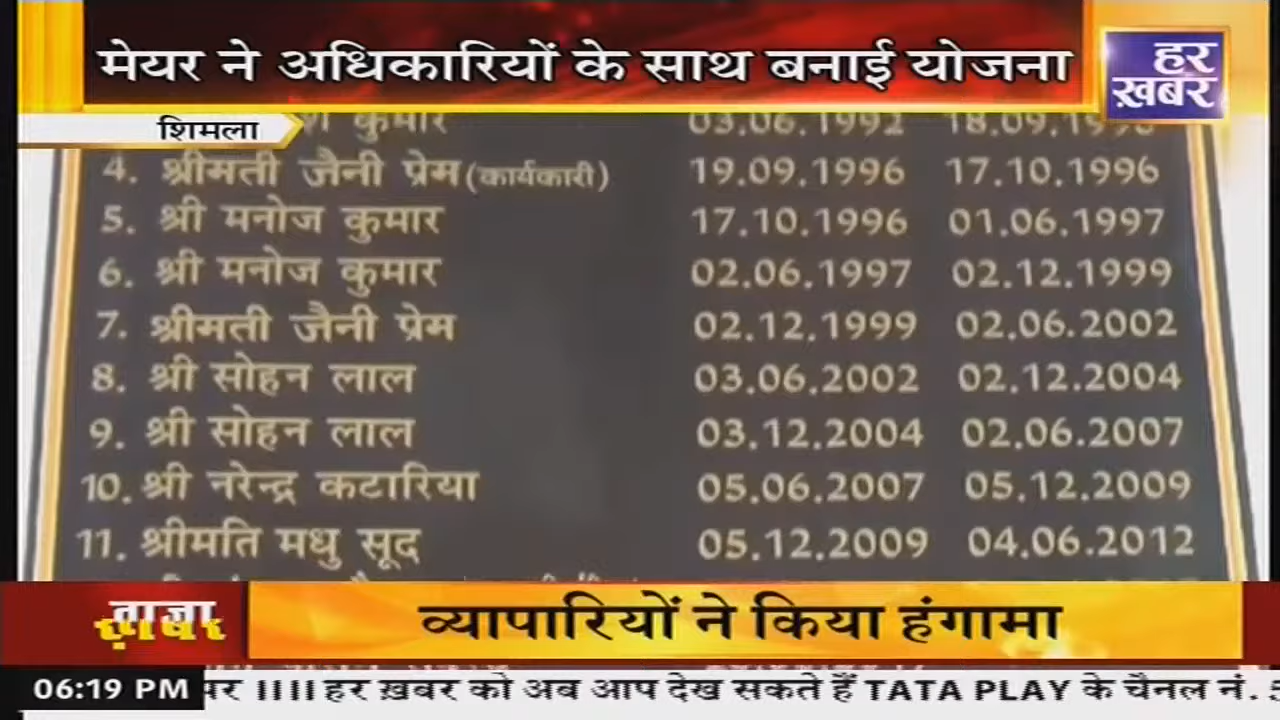 मेयर ने अधिकारियों के साथ बनाई योजना
हर
ख़बर
शिमला
कुमार 03.06.1992
4. श्रीमती जैनी प्रेम (कार्यकारी) 19.09.1996 17.10.1996
5. श्री मनोज कुमार 17.10.1996 01.06.1997
6. श्री मनोज कुमार 02.06.1997 02.12.1999
7. श्रीमती जैनी प्रेम 02.12.1999 02.06.2002
8. श्री सोहन लाल 03.06.2002 02.12.2004
9. श्री सोहन लाल 03.12.2004 02.06.2007
10. श्री नरेन्द्र कटारिया 05.06.2007 05.12.2009
11. श्रीमति मधु सूद 05.12.2009 04.06.2012
ताजा
ख़बर
व्यापारियों ने किया हंगामा
06:19 PM
IIII हर ख़बर को अब आप देख सकते हैं TATA PLAY के चैनल नं.